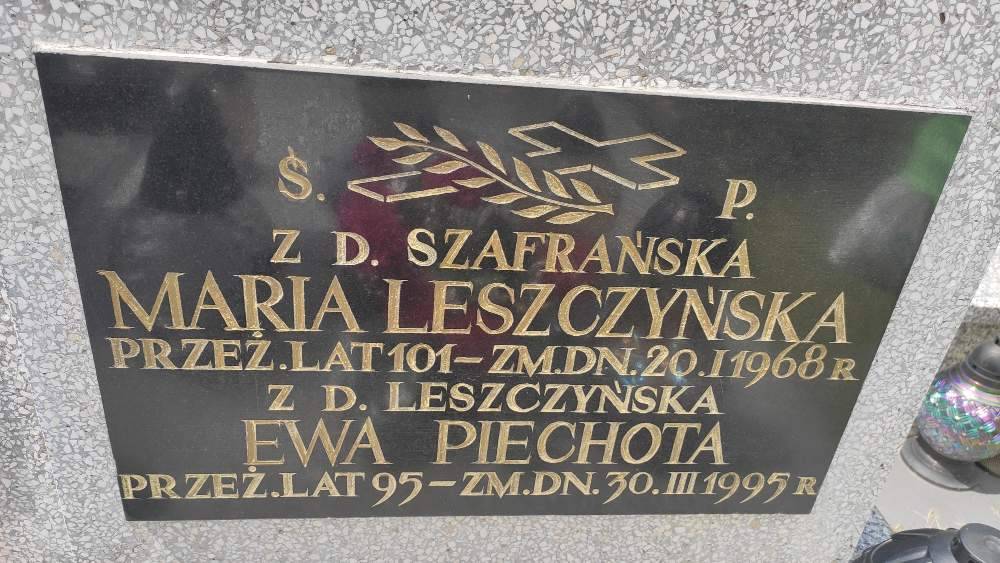 Ś. P.
Z D. SZAFRAŃSKA
MARIA LESZCZYŃSKA
PRZEŻ. LAT 101 – ZM. DN. 20. I 1968 R
Z D. LESZCZYŃSKA
EWA PIECHOTA
PRZEŻ. LAT 95 – ZM. DN. 30. III 1995 R